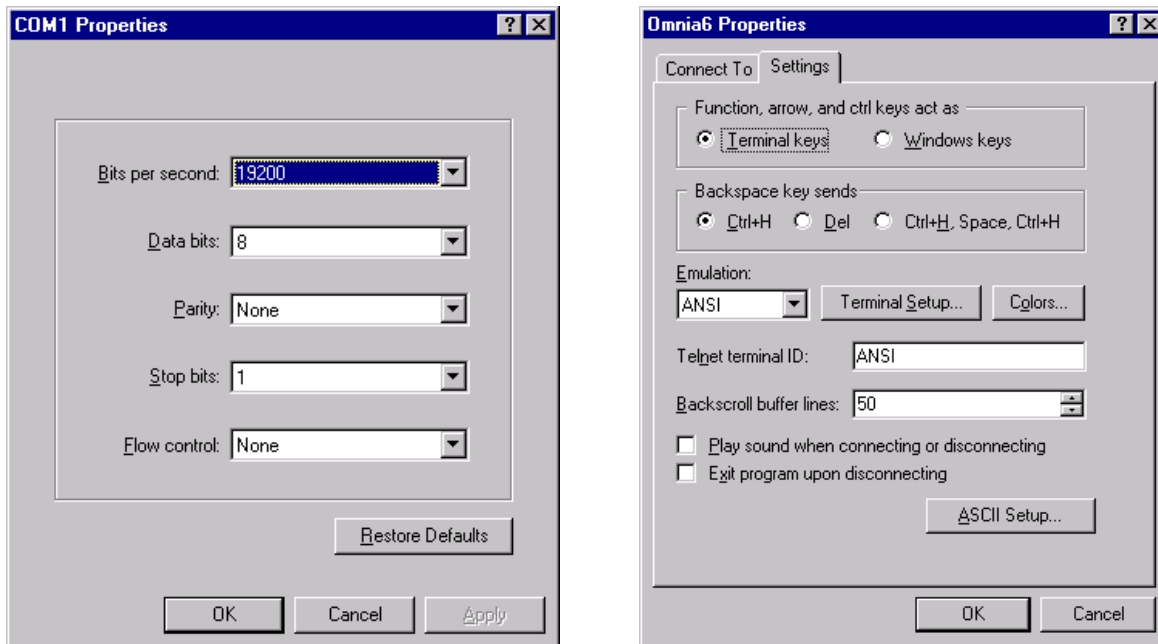 COM1 Properties
Bits per second: 19200
Data bits: 8
Parity: None
Stop bits: 1
Flow control: None
Restore Defaults
OK Cancel Apply
Omnia6 Properties
Connect To Settings
Function, arrow, and ctrl keys act as
Terminal keys Windows keys
Backspace key sends
Ctrl+H Del Ctrl+H, Space, Ctrl+H
Emulation:
ANSI Terminal Setup... Colors...
Telnet terminal ID: ANSI
Backscroll buffer lines: 50
Play sound when connecting or disconnecting
Exit program upon disconnecting
ASCII Setup...
OK Cancel